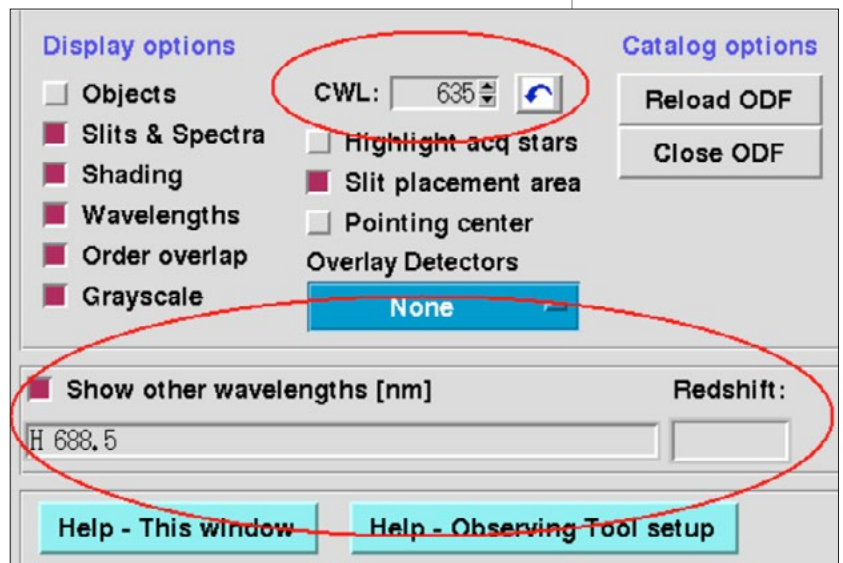 Display options
Objects
Slits & Spectra
Shading
Wavelengths
Order overlap
Grayscale
CWL: 635
Highlight acq stars
Slit placement area
Pointing center
Overlay Detectors
None
Catalog options
Reload ODF
Close ODF
Show other wavelengths [nm]
Redshift:
H 688.5
Help - This window
Help - Observing Tool setup